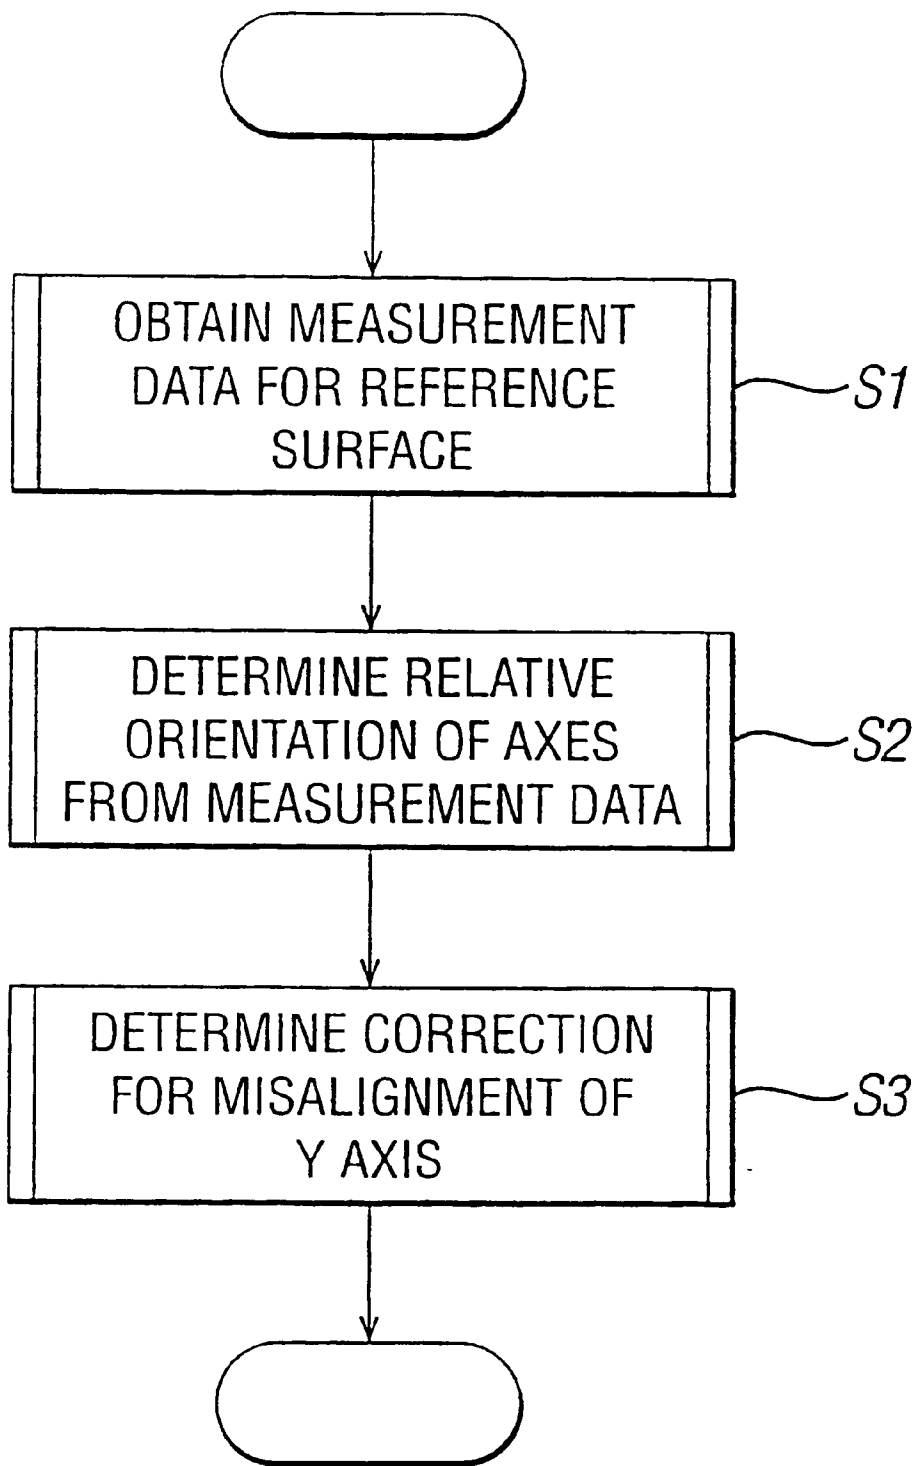 OBTAIN MEASUREMENT
DATA FOR REFERENCE
SURFACE
S1
DETERMINE RELATIVE
ORIENTATION OF AXES
FROM MEASUREMENT DATA
S2
DETERMINE CORRECTION
FOR MISALIGNMENT OF
Y AXIS
S3